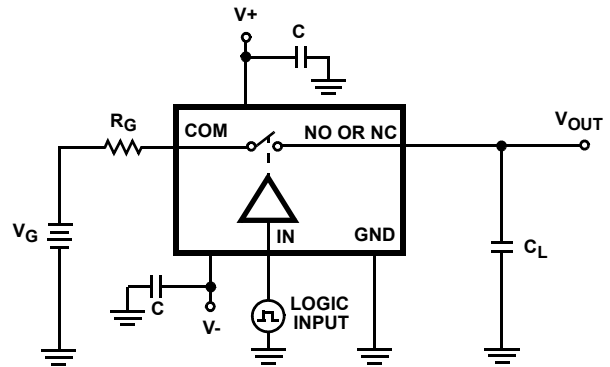 V+
C
RG
COM
NO OR NC
VOUT
VG
IN
GND
CL
C
V-
LOGIC
INPUT